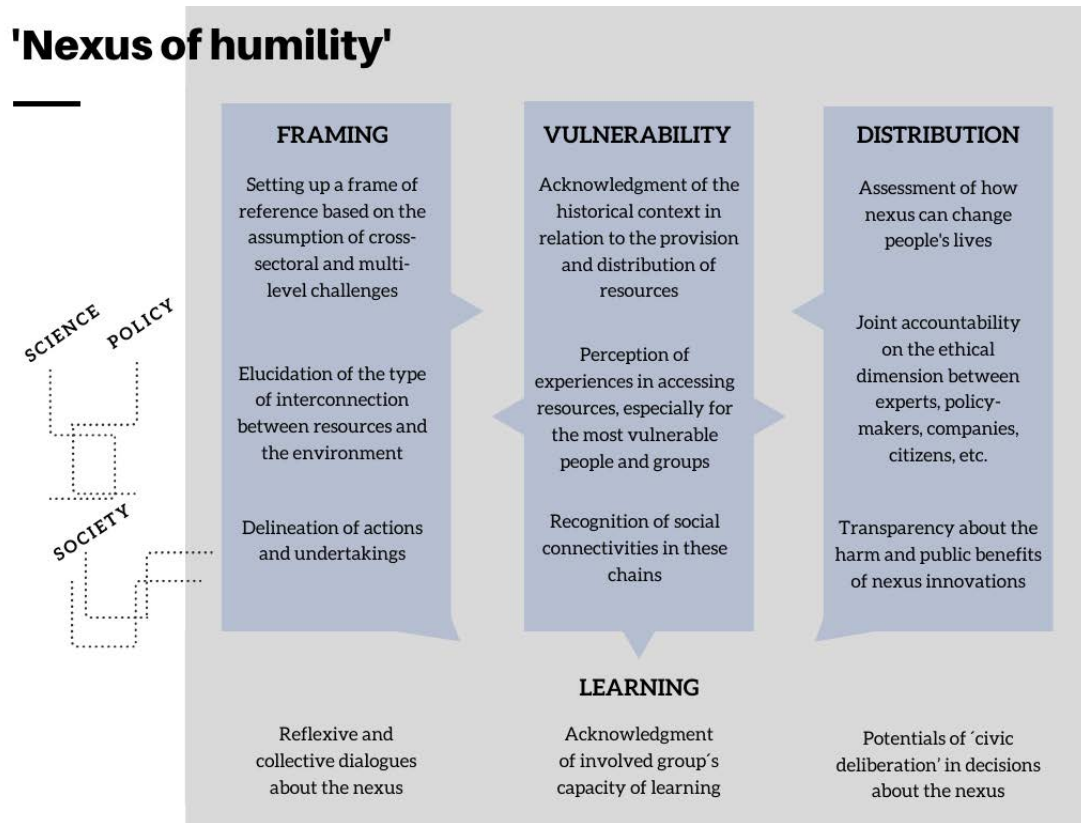 'Nexus of humility'
SCIENCE
POLICY
SOCIETY
FRAMING
Setting up a frame of
reference based on the
assumption of cross-
sectoral and multi-
level challenges
Elucidation of the type
of interconnection
between resources and
the environment
Delineation of actions
and undertakings
VULNERABILITY
Acknowledgment of the
historical context in
relation to the provision
and distribution of
resources
Perception of
experiences in accessing
resources, especially for
the most vulnerable
people and groups
Recognition of social
connectivities in these
chains
DISTRIBUTION
Assessment of how
nexus can change
people's lives
Joint accountability
on the ethical
dimension between
experts, policy-
makers, companies,
citizens, etc.
Transparency about the
harm and public benefits
of nexus innovations
LEARNING
Reflexive and
collective dialogues
about the nexus
Acknowledgment
of involved group´s
capacity of learning
Potentials of ´civic
deliberation’ in decisions
about the nexus